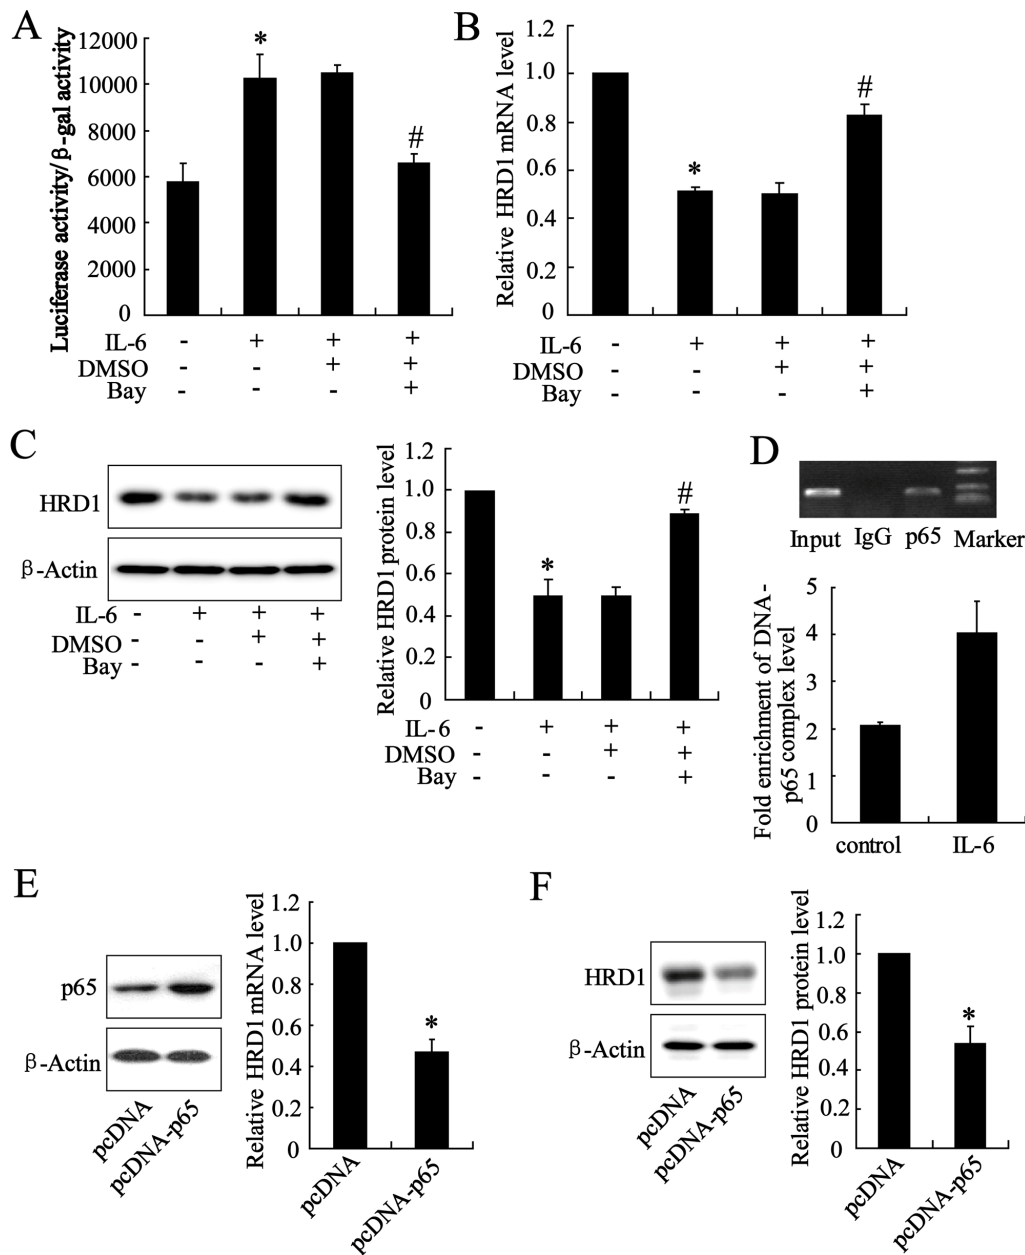 A
Luciferase activity/β-gal activity
12000
10000
8000
6000
4000
2000
0
*
#
IL-6 - + + +
DMSO - - + +
Bay - - - +
B
Relative HRD1 mRNA level
1.2
1.0
0.8
0.6
0.4
0.2
0
*
#
IL-6 - + + +
DMSO - - + +
Bay - - - +
C
HRD1
β-Actin
IL-6 - + + +
DMSO - - + +
Bay - - - +
Relative HRD1 protein level
1.2
1.0
0.8
0.6
0.4
0.2
0
*
#
IL-6 - + + +
DMSO - - + +
Bay - - - +
D
Input IgG p65 Marker
Fold enrichment of DNA-
p65 complex level
5
4
3
2
1
0
control IL-6
E
p65
β-Actin
pcDNA
pcDNA-p65
Relative HRD1 mRNA level
1.2
1.0
0.8
0.6
0.4
0.2
0
*
pcDNA
pcDNA-p65
F
HRD1
β-Actin
pcDNA
pcDNA-p65
Relative HRD1 protein level
1.2
1.0
0.8
0.6
0.4
0.2
0
*
pcDNA
pcDNA-p65